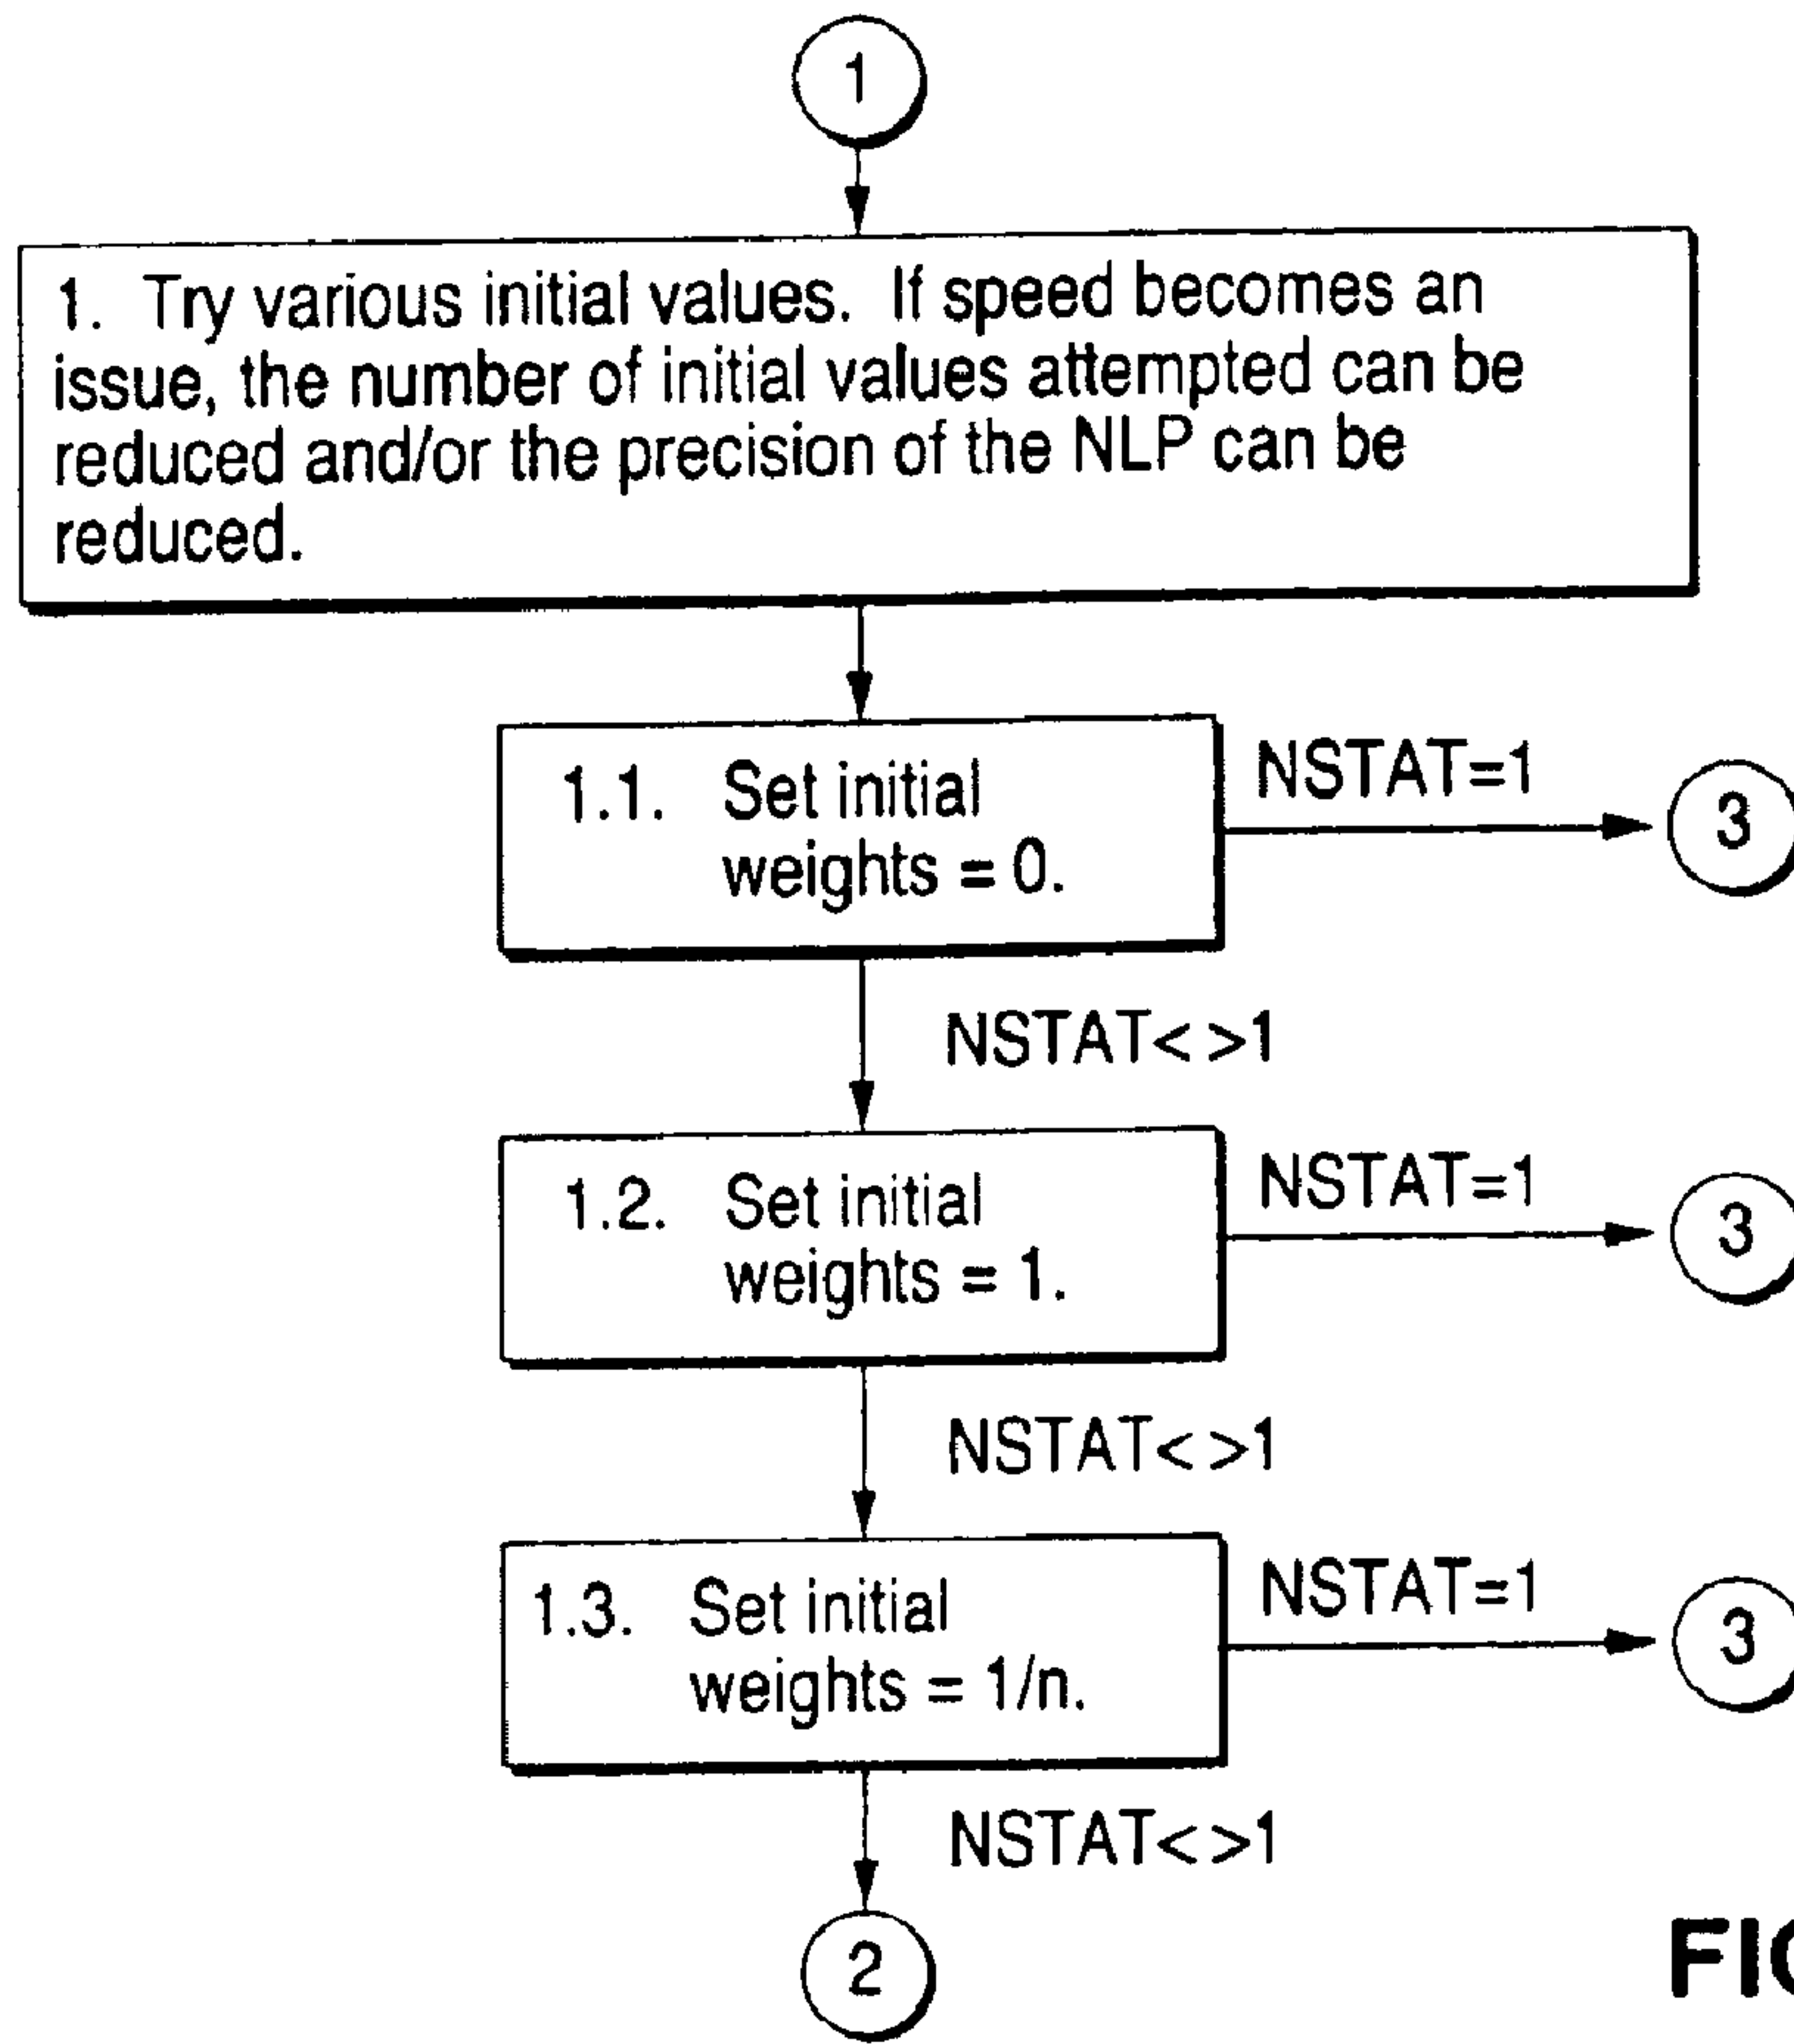 1
1. Try various initial values. If speed becomes an
issue, the number of initial values attempted can be
reduced and/or the precision of the NLP can be
reduced.
1.1. Set initial
weights = 0.
NSTAT=1
3
NSTAT<>1
1.2. Set initial
weights = 1.
NSTAT=1
3
NSTAT<>1
1.3. Set initial
weights = 1/n.
NSTAT=1
3
NSTAT<>1
2